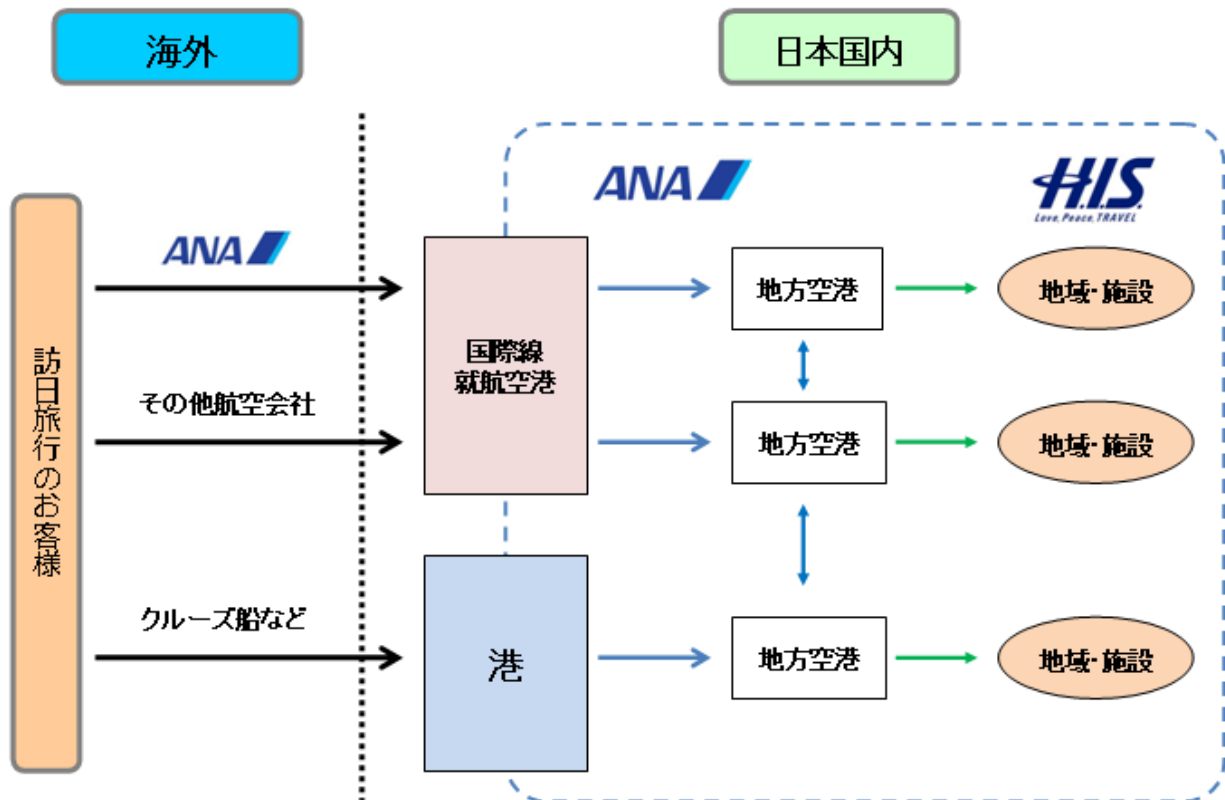 海外
日本国内
ANA
H.I.S.
Love, Peace, TRAVEL
訪日旅行のお客様
ANA
国際線
就航空港
地方空港
地域・施設
その他航空会社
地方空港
地域・施設
クルーズ船など
港
地方空港
地域・施設